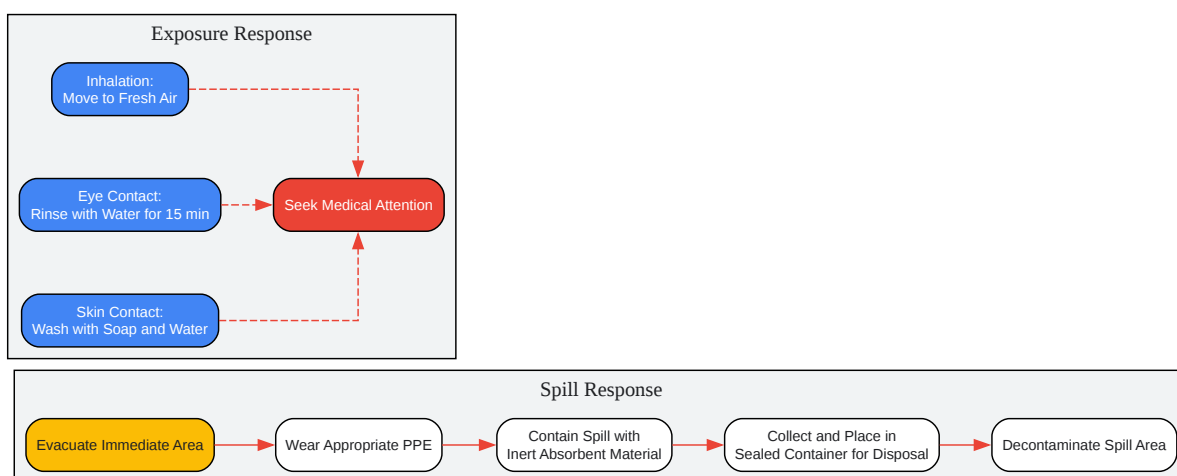 Exposure Response
Inhalation:
Move to Fresh Air
Eye Contact:
Rinse with Water for 15 min
Seek Medical Attention
Skin Contact:
Wash with Soap and Water
Spill Response
Evacuate Immediate Area
Wear Appropriate PPE
Contain Spill with
Inert Absorbent Material
Collect and Place in
Sealed Container for Disposal
Decontaminate Spill Area